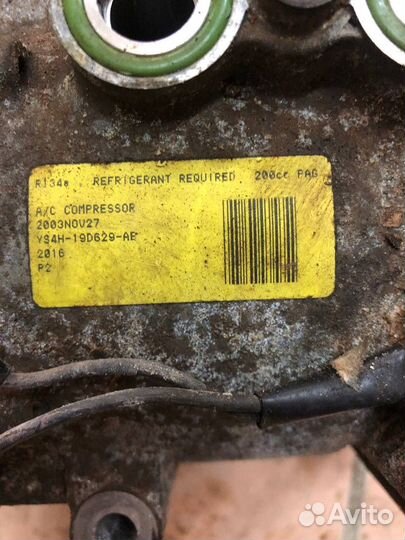 R134a REFRIGERANT REQUIRED 200cc PAG
A/C COMPRESSOR
2003NOV27
YS4H-19D629-AB
2016
P2
Avito